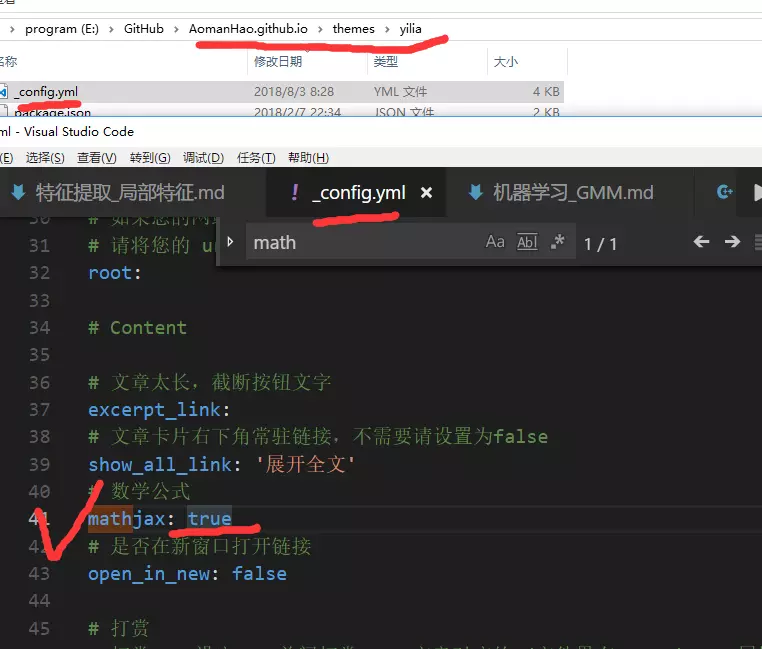 program (E:) > GitHub > AomanHao.github.io > themes > yilia
名称 修改日期 类型 大小
_config.yml 2018/8/3 8:28 YML 文件 4 KB
package.json 2018/2/7 22:34 JSON 文件 2 KB
ml - Visual Studio Code
(E) 选择(S) 查看(V) 转到(G) 调试(D) 任务(T) 帮助(H)
特征提取_局部特征.md ! _config.yml × 机器学习_GMM.md
math Aa Abl .* 1 / 1
30 # 如果您的网
31 # 请将您的 u
32 root:
33
34 # Content
35
36 # 文章太长，截断按钮文字
37 excerpt_link:
38 # 文章卡片右下角常驻链接，不需要请设置为false
39 show_all_link: '展开全文'
40 # 数学公式
41 mathjax: true
42 # 是否在新窗口打开链接
43 open_in_new: false
44
45 # 打赏